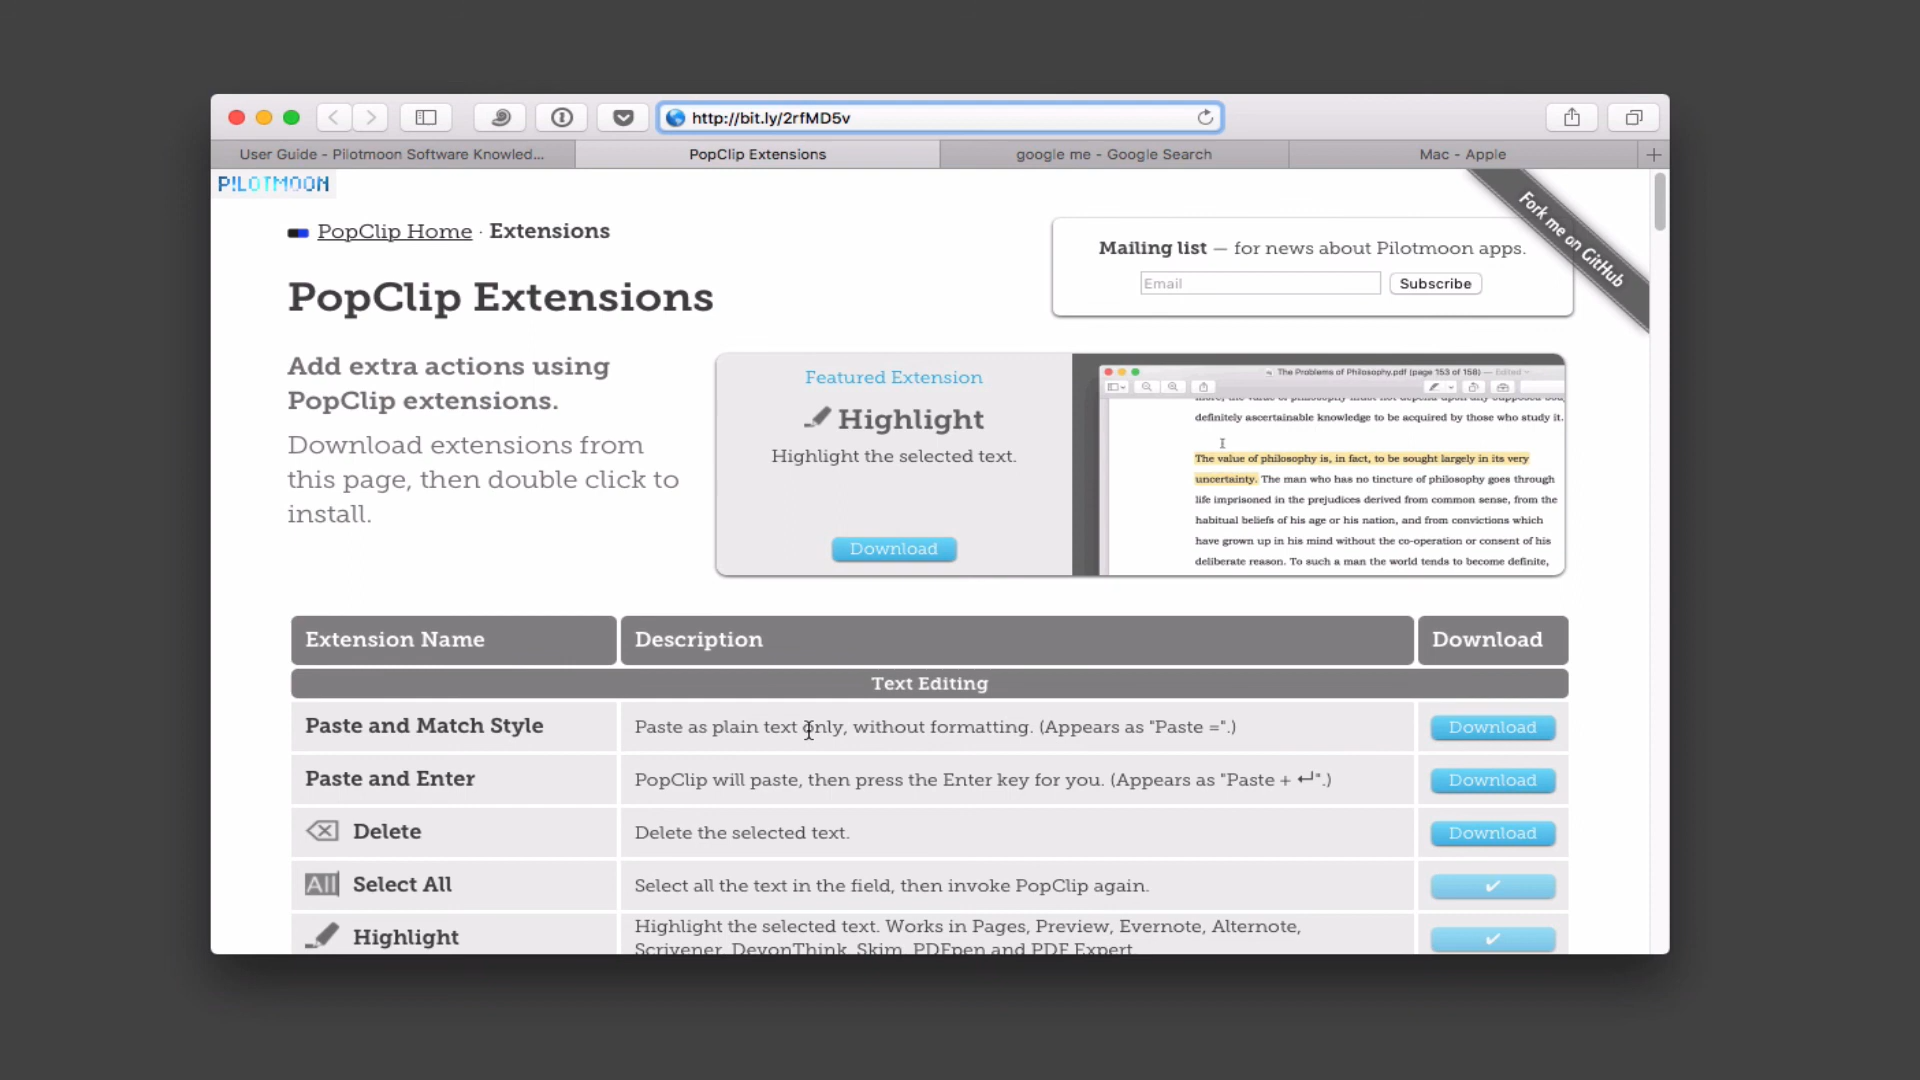 http://bit.ly/2rfMD5v
User Guide - Pilotmoon Software Knowled...
PopClip Extensions
google me - Google Search
Mac - Apple
PILOTMOON
PopClip Home · Extensions
Mailing list — for news about Pilotmoon apps.
Email
Subscribe
Fork me on GitHub
PopClip Extensions
Add extra actions using
PopClip extensions.
Download extensions from
this page, then double click to
install.
Featured Extension
Highlight
Highlight the selected text.
Download
The Problems of Philosophy.pdf (page 153 of 158) — Edited
definitely ascertainable knowledge to be acquired by those who study it.
The value of philosophy is, in fact, to be sought largely in its very
uncertainty. The man who has no tincture of philosophy goes through
life imprisoned in the prejudices derived from common sense, from the
habitual beliefs of his age or his nation, and from convictions which
have grown up in his mind without the co-operation or consent of his
deliberate reason. To such a man the world tends to become definite,
Extension Name
Description
Download
Text Editing
Paste and Match Style
Paste as plain text only, without formatting. (Appears as "Paste =".)
Download
Paste and Enter
PopClip will paste, then press the Enter key for you. (Appears as "Paste + ↵".)
Download
Delete
Delete the selected text.
Download
All
Select All
Select all the text in the field, then invoke PopClip again.
✓
Highlight
Highlight the selected text. Works in Pages, Preview, Evernote, Alternote,
Scrivener, DevonThink, Skim, PDFpen and PDF Expert.
✓